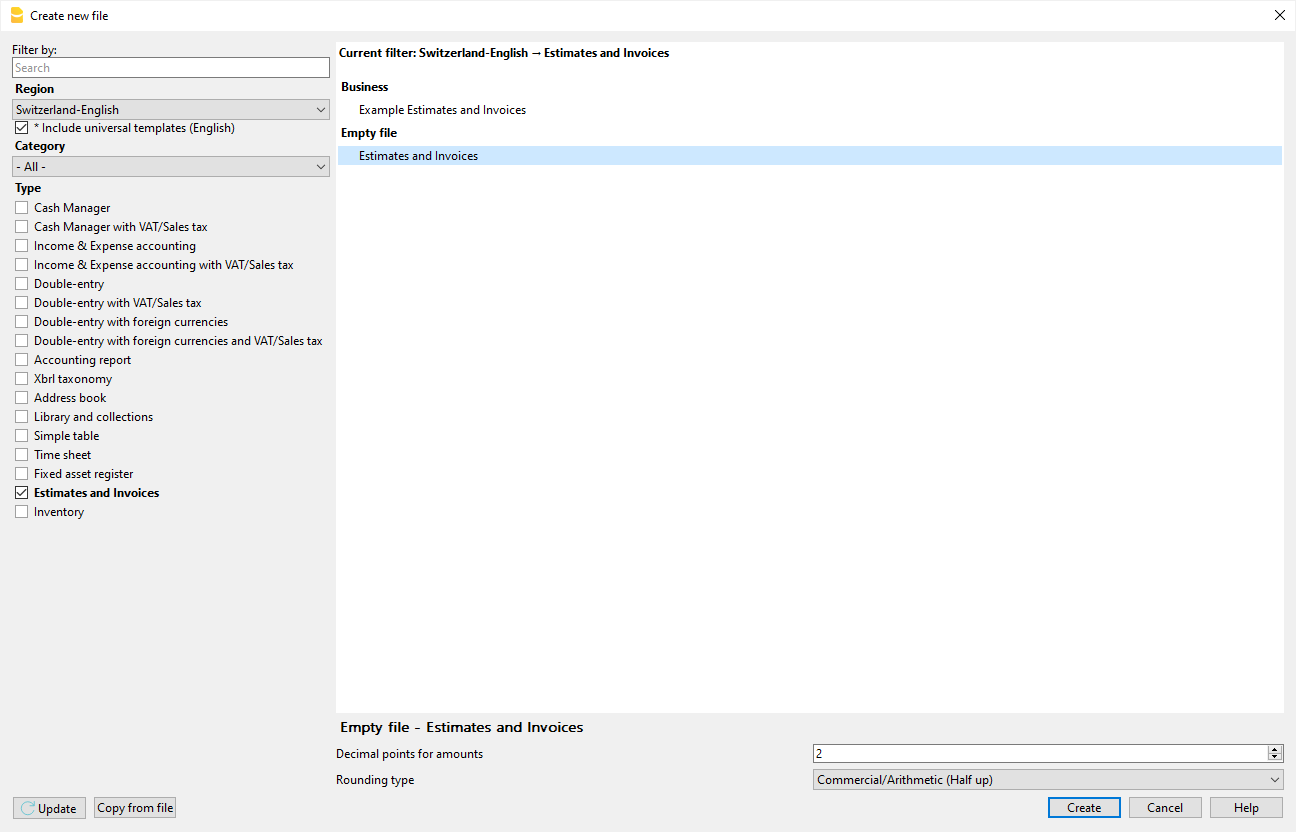 Create new file
Filter by:
Search
Region
Switzerland-English
* Include universal templates (English)
Category
- All -
Type
Cash Manager
Cash Manager with VAT/Sales tax
Income & Expense accounting
Income & Expense accounting with VAT/Sales tax
Double-entry
Double-entry with VAT/Sales tax
Double-entry with foreign currencies
Double-entry with foreign currencies and VAT/Sales tax
Accounting report
Xbrl taxonomy
Address book
Library and collections
Simple table
Time sheet
Fixed asset register
Estimates and Invoices
Inventory
Current filter: Switzerland-English → Estimates and Invoices
Business
Example Estimates and Invoices
Empty file
Estimates and Invoices
Empty file - Estimates and Invoices
Decimal points for amounts 2
Rounding type Commercial/Arithmetic (Half up)
Update Copy from file Create Cancel Help